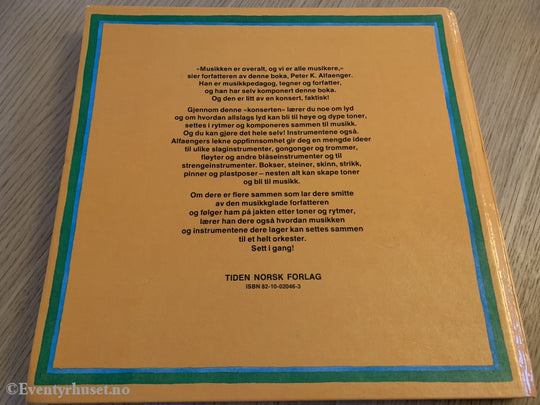 «Musikken er overalt, og vi er alle musikere,»
sier forfatteren av denne boka, Peter K. Alfaenger.
Han er musikkpedagog, tegner og forfatter,
og han har selv komponert denne boka.
Og den er litt av en konsert, faktisk!
Gjennom denne «konserten» lærer du noe om lyd
og om hvordan allslags lyd kan bli til høye og dype toner,
settes i rytmer og komponeres sammen til musikk.
Og du kan gjøre det hele selv! Instrumentene også.
Alfaengers lekne oppfinnsomhet gir deg en mengde ideer
til ulike slaginstrumenter, gongonger og trommer,
fløyter og andre blåseinstrumenter og til
strengeinstrumenter. Bokser, steiner, skinn, strikk,
pinner og plastposer – nesten alt kan skape toner
og bli til musikk.
Om dere er flere sammen som lar dere smitte
av den musikkglade forfatteren
og følger ham på jakten etter toner og rytmer,
lærer han dere også hvordan musikken
og instrumentene dere lager kan settes sammen
til et helt orkester.
Sett i gang!
TIDEN NORSK FORLAG
ISBN 82-10-02046-3
©Eventyrhuset.no